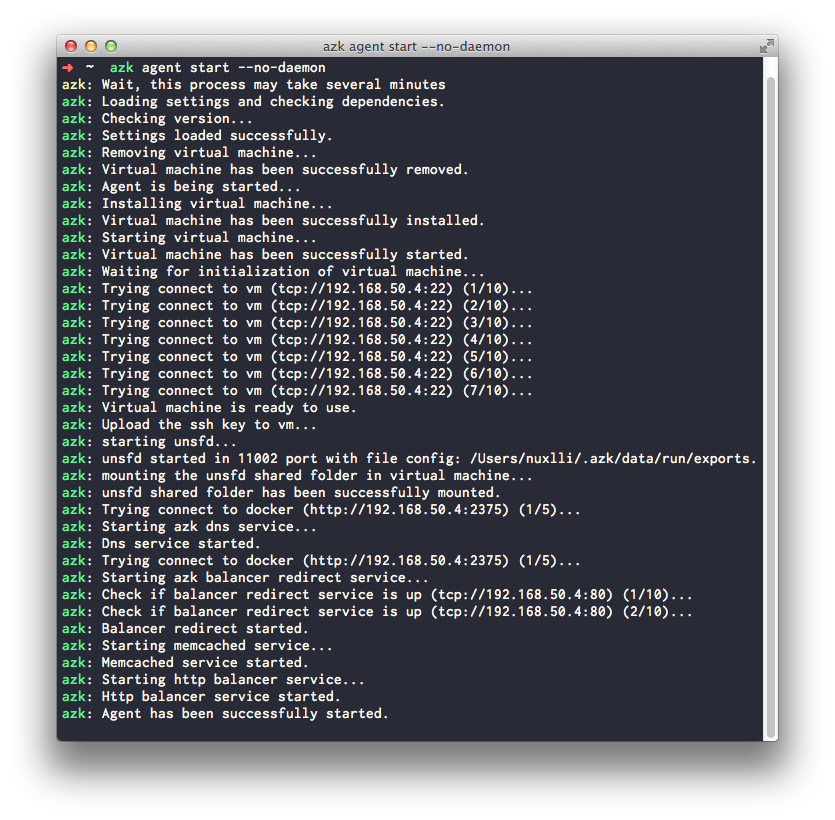 azk agent start --no-daemon
➜ ~ azk agent start --no-daemon
azk: Wait, this process may take several minutes
azk: Loading settings and checking dependencies.
azk: Checking version...
azk: Settings loaded successfully.
azk: Removing virtual machine...
azk: Virtual machine has been successfully removed.
azk: Agent is being started...
azk: Installing virtual machine...
azk: Virtual machine has been successfully installed.
azk: Starting virtual machine...
azk: Virtual machine has been successfully started.
azk: Waiting for initialization of virtual machine...
azk: Trying connect to vm (tcp://192.168.50.4:22) (1/10)...
azk: Trying connect to vm (tcp://192.168.50.4:22) (2/10)...
azk: Trying connect to vm (tcp://192.168.50.4:22) (3/10)...
azk: Trying connect to vm (tcp://192.168.50.4:22) (4/10)...
azk: Trying connect to vm (tcp://192.168.50.4:22) (5/10)...
azk: Trying connect to vm (tcp://192.168.50.4:22) (6/10)...
azk: Trying connect to vm (tcp://192.168.50.4:22) (7/10)...
azk: Virtual machine is ready to use.
azk: Upload the ssh key to vm...
azk: starting unsfd...
azk: unsfd started in 11002 port with file config: /Users/nuxlli/.azk/data/run/exports.
azk: mounting the unsfd shared folder in virtual machine...
azk: unsfd shared folder has been successfully mounted.
azk: Trying connect to docker (http://192.168.50.4:2375) (1/5)...
azk: Starting azk dns service...
azk: Dns service started.
azk: Trying connect to docker (http://192.168.50.4:2375) (1/5)...
azk: Starting azk balancer redirect service...
azk: Check if balancer redirect service is up (tcp://192.168.50.4:80) (1/10)...
azk: Check if balancer redirect service is up (tcp://192.168.50.4:80) (2/10)...
azk: Balancer redirect started.
azk: Starting memcached service...
azk: Memcached service started.
azk: Starting http balancer service...
azk: Http balancer service started.
azk: Agent has been successfully started.